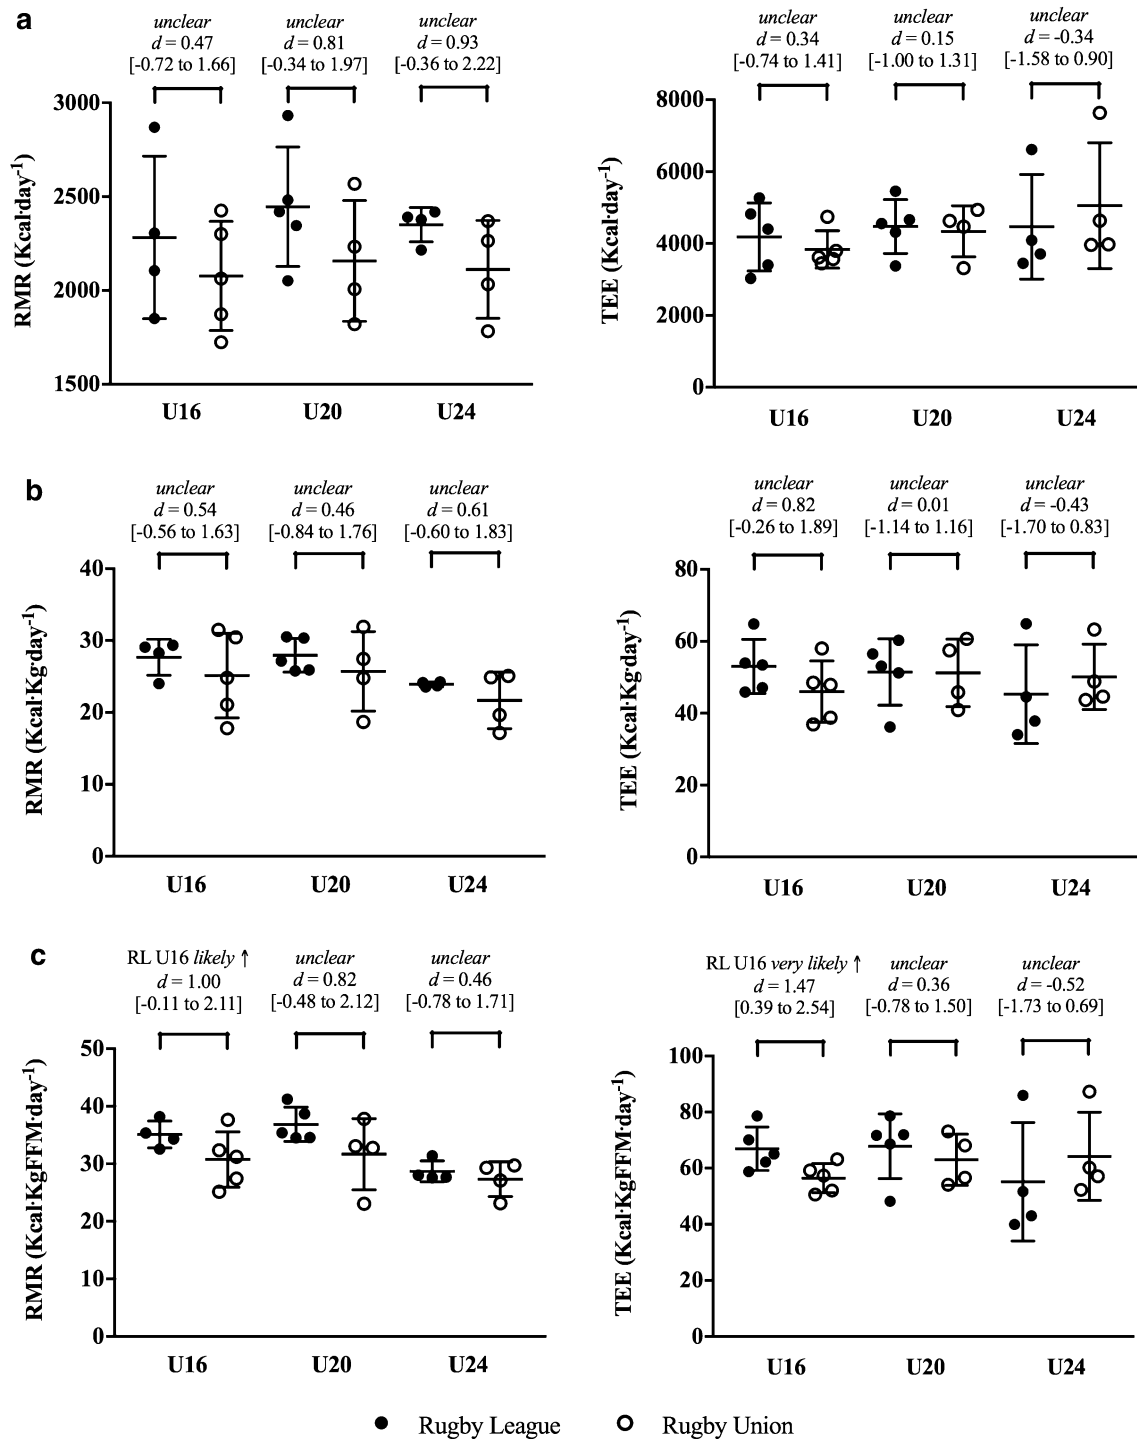 a
unclear unclear unclear
d = 0.47 d = 0.81 d = 0.93
[-0.72 to 1.66] [-0.34 to 1.97] [-0.36 to 2.22]
RMR (Kcal·day-1)
3000
2500
2000
1500
U16 U20 U24
unclear unclear unclear
d = 0.34 d = 0.15 d = -0.34
[-0.74 to 1.41] [-1.00 to 1.31] [-1.58 to 0.90]
TEE (Kcal·day-1)
8000
6000
4000
2000
0
U16 U20 U24
b
unclear unclear unclear
d = 0.54 d = 0.46 d = 0.61
[-0.56 to 1.63] [-0.84 to 1.76] [-0.60 to 1.83]
RMR (Kcal·Kg·day-1)
40
30
20
10
0
U16 U20 U24
unclear unclear unclear
d = 0.82 d = 0.01 d = -0.43
[-0.26 to 1.89] [-1.14 to 1.16] [-1.70 to 0.83]
TEE (Kcal·Kg·day-1)
80
60
40
20
0
U16 U20 U24
c
RL U16 likely ↑ unclear unclear
d = 1.00 d = 0.82 d = 0.46
[-0.11 to 2.11] [-0.48 to 2.12] [-0.78 to 1.71]
RMR (Kcal·KgFFM·day-1)
50
40
30
20
10
0
U16 U20 U24
RL U16 very likely ↑ unclear unclear
d = 1.47 d = 0.36 d = -0.52
[0.39 to 2.54] [-0.78 to 1.50] [-1.73 to 0.69]
TEE (Kcal·KgFFM·day-1)
100
80
60
40
20
0
U16 U20 U24
Rugby League Rugby Union